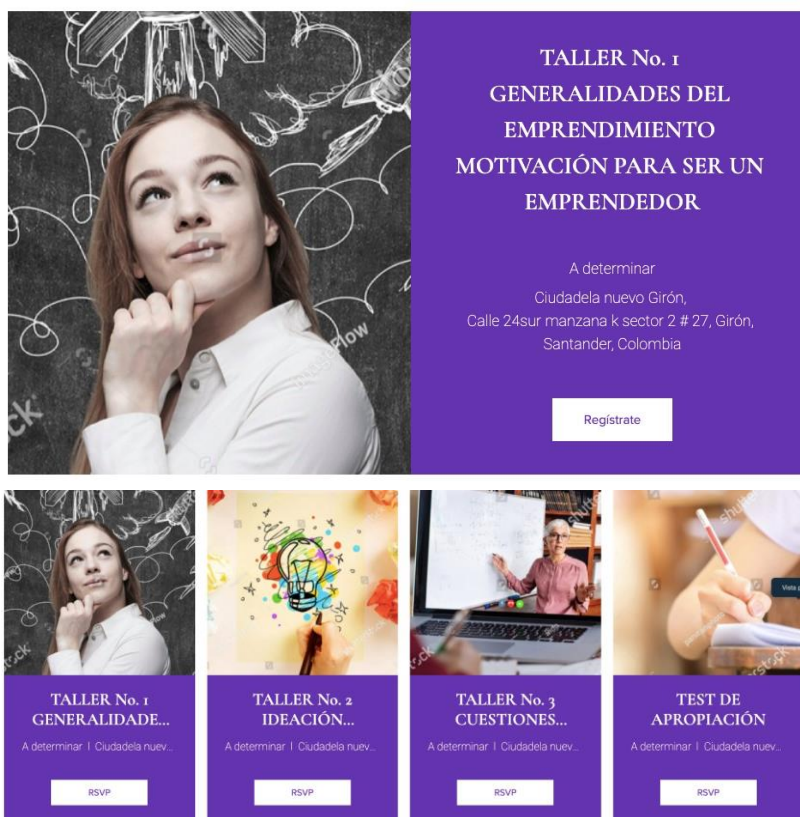 TALLER No. 1
GENERALIDADES DEL
EMPRENDIMIENTO
MOTIVACIÓN PARA SER UN
EMPRENDEDOR
A determinar
Ciudadela nuevo Girón,
Calle 24sur manzana k sector 2 # 27, Girón,
Santander, Colombia
Regístrate
TALLER No. 1
GENERALIDADE...
A determinar | Ciudadela nuev...
RSVP
TALLER No. 2
IDEACIÓN...
A determinar | Ciudadela nuev...
RSVP
TALLER No. 3
CUESTIONES...
A determinar | Ciudadela nuev...
RSVP
Vista
TEST DE
APROPIACIÓN
A determinar | Ciudadela nuev...
RSVP